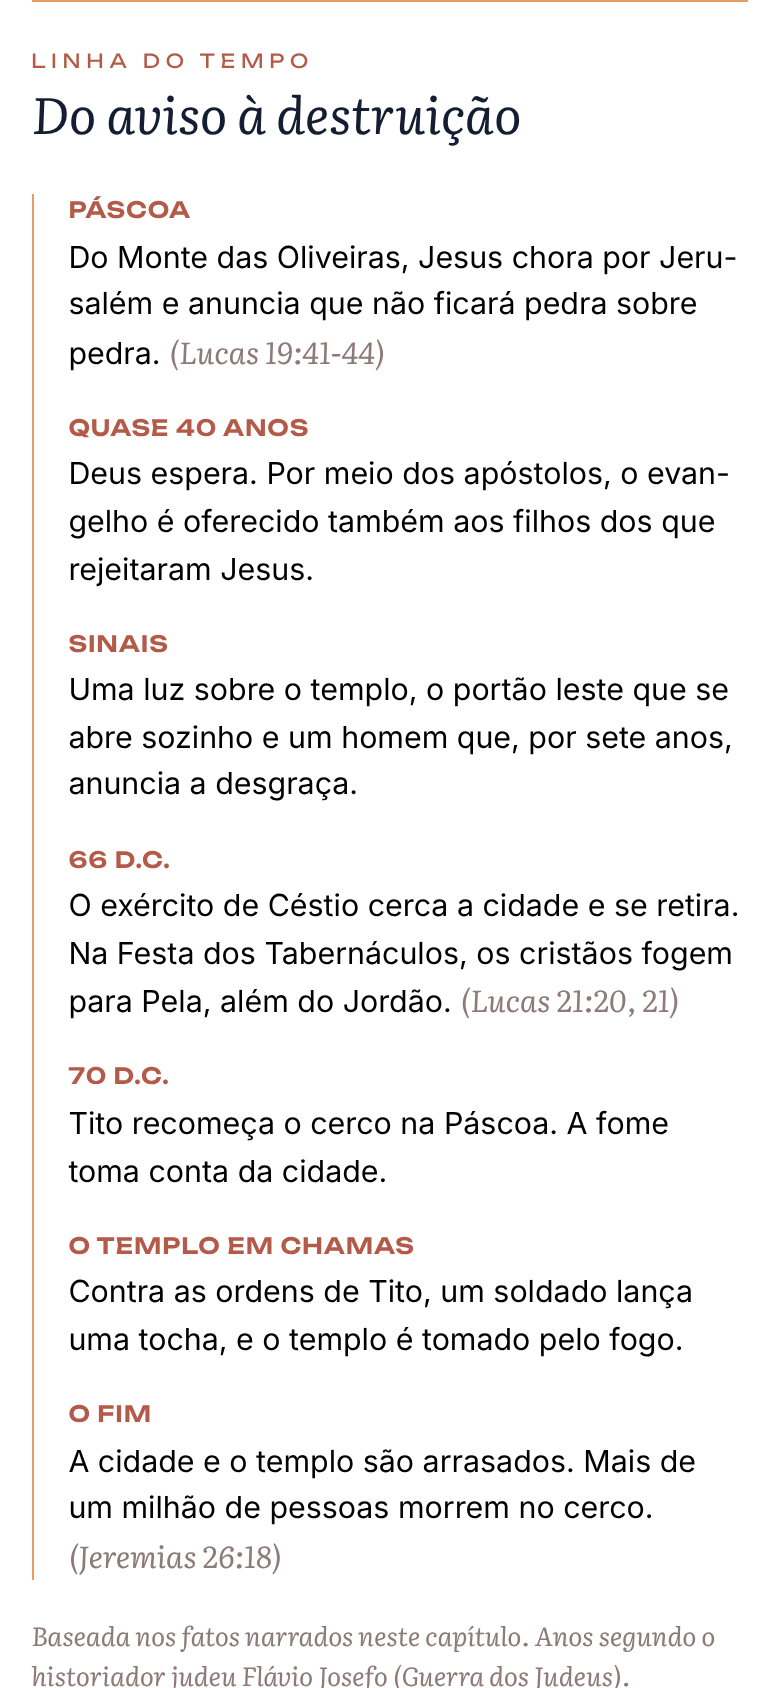 LINHA DO TEMPO
Do aviso à destruição
PÁSCOA
Do Monte das Oliveiras, Jesus chora por Jeru-
salém e anuncia que não ficará pedra sobre
pedra. (Lucas 19:41-44)
QUASE 40 ANOS
Deus espera. Por meio dos apóstolos, o evan-
gelho é oferecido também aos filhos dos que
rejeitaram Jesus.
SINAIS
Uma luz sobre o templo, o portão leste que se
abre sozinho e um homem que, por sete anos,
anuncia a desgraça.
66 D.C.
O exército de Céstio cerca a cidade e se retira.
Na Festa dos Tabernáculos, os cristãos fogem
para Pela, além do Jordão. (Lucas 21:20, 21)
70 D.C.
Tito recomeça o cerco na Páscoa. A fome
toma conta da cidade.
O TEMPLO EM CHAMAS
Contra as ordens de Tito, um soldado lança
uma tocha, e o templo é tomado pelo fogo.
O FIM
A cidade e o templo são arrasados. Mais de
um milhão de pessoas morrem no cerco.
(Jeremias 26:18)
Baseada nos fatos narrados neste capítulo. Anos segundo o
historiador judeu Flávio Josefo (Guerra dos Judeus).